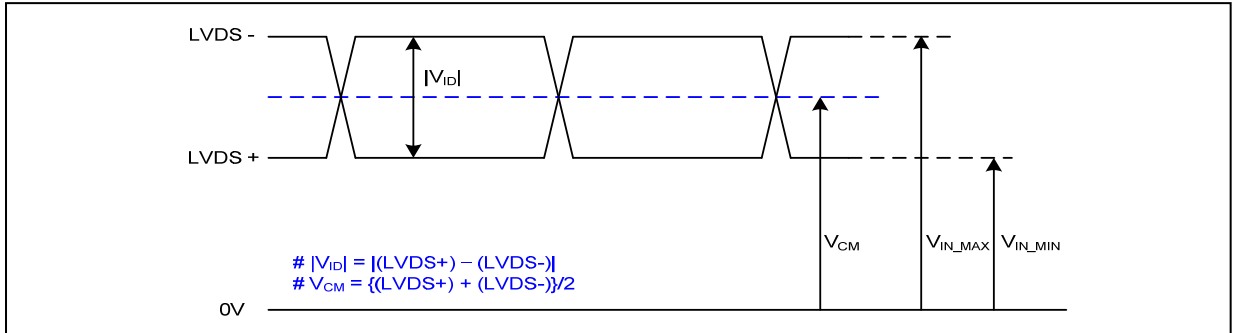 LVDS -
|VID|
LVDS +
VCM
VIN_MAX
VIN_MIN
# |VID| = |(LVDS+) – (LVDS-)|
# VCM = {(LVDS+) + (LVDS-)}/2
0V